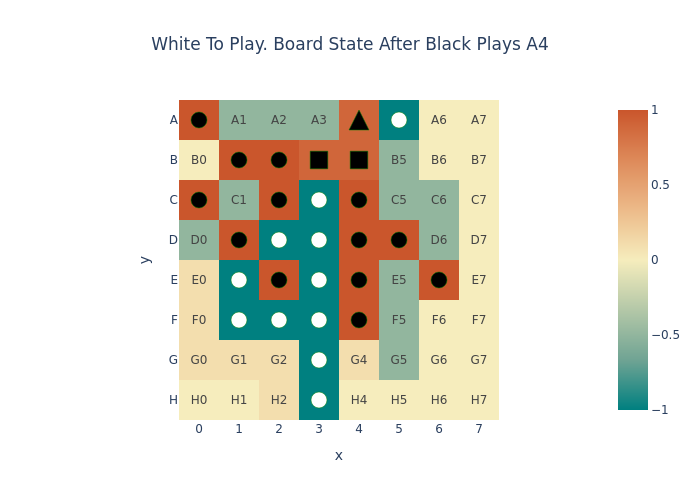 White To Play. Board State After Black Plays A4
A A1 A2 A3 A6 A7
B B0 B5 B6 B7
C C1 C5 C6 C7
D D0 D6 D7
E E0 E5 E7
F F0 F5 F6 F7
G G0 G1 G2 G4 G5 G6 G7
H H0 H1 H2 H4 H5 H6 H7
0 1 2 3 4 5 6 7
x
y
1
0.5
0
−0.5
−1